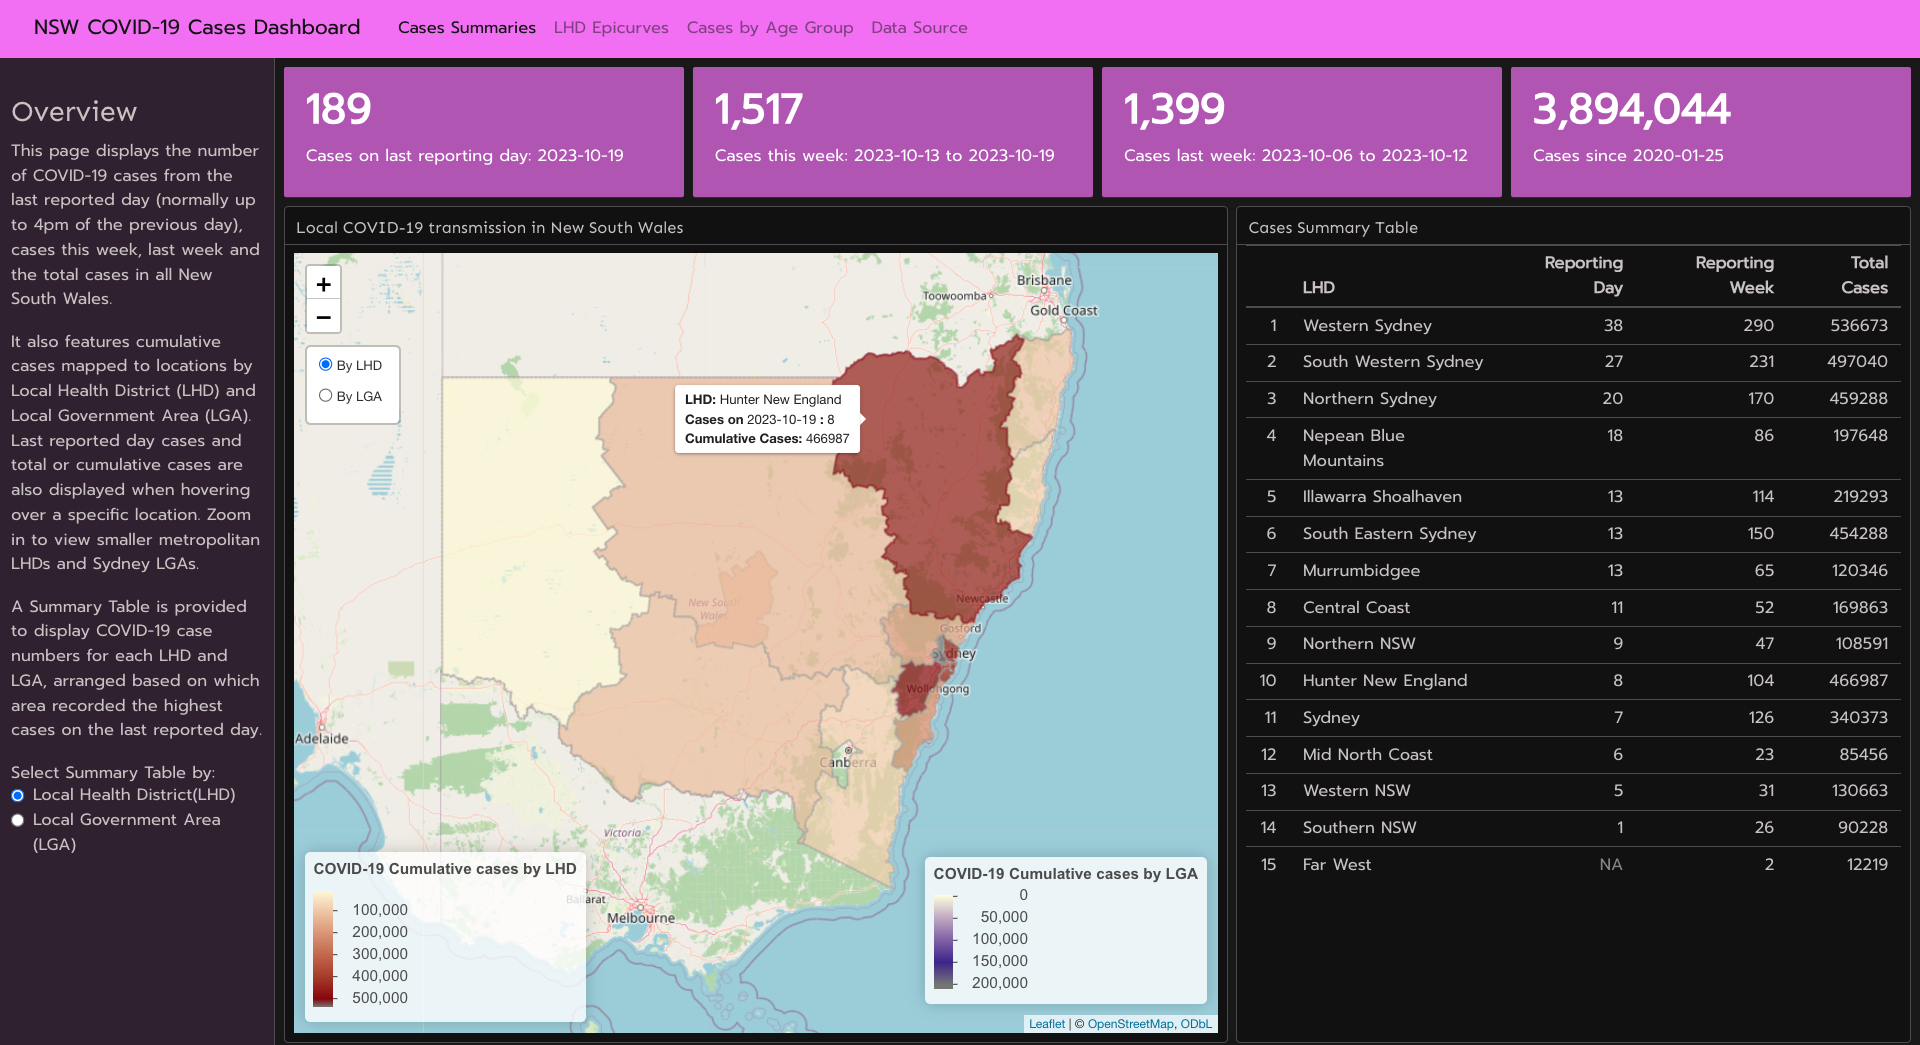 NSW COVID-19 Cases Dashboard
Cases Summaries
LHD Epicurves
Cases by Age Group
Data Source
Overview
This page displays the number
of COVID-19 cases from the
last reported day (normally up
to 4pm of the previous day),
cases this week, last week and
the total cases in all New
South Wales.
It also features cumulative
cases mapped to locations by
Local Health District (LHD) and
Local Government Area (LGA).
Last reported day cases and
total or cumulative cases are
also displayed when hovering
over a specific location. Zoom
in to view smaller metropolitan
LHDs and Sydney LGAs.
A Summary Table is provided
to display COVID-19 case
numbers for each LHD and
LGA, arranged based on which
area recorded the highest
cases on the last reported day.
Select Summary Table by:
Local Health District(LHD)
Local Government Area
(LGA)
189
Cases on last reporting day: 2023-10-19
1,517
Cases this week: 2023-10-13 to 2023-10-19
1,399
Cases last week: 2023-10-06 to 2023-10-12
3,894,044
Cases since 2020-01-25
Local COVID-19 transmission in New South Wales
+
−
By LHD
By LGA
Brisbane
Toowoomba
Gold Coast
LHD: Hunter New England
Cases on 2023-10-19 : 8
Cumulative Cases: 466987
New South
Wales
Newcastle
Gosford
Sydney
Wollongong
Adelaide
Canberra
Victoria
Ballarat
Melbourne
COVID-19 Cumulative cases by LHD
100,000
200,000
300,000
400,000
500,000
COVID-19 Cumulative cases by LGA
0
50,000
100,000
150,000
200,000
Leaflet | © OpenStreetMap, ODbL
Cases Summary Table
LHD Reporting Day Reporting Week Total Cases
1 Western Sydney 38 290 536673
2 South Western Sydney 27 231 497040
3 Northern Sydney 20 170 459288
4 Nepean Blue Mountains 18 86 197648
5 Illawarra Shoalhaven 13 114 219293
6 South Eastern Sydney 13 150 454288
7 Murrumbidgee 13 65 120346
8 Central Coast 11 52 169863
9 Northern NSW 9 47 108591
10 Hunter New England 8 104 466987
11 Sydney 7 126 340373
12 Mid North Coast 6 23 85456
13 Western NSW 5 31 130663
14 Southern NSW 1 26 90228
15 Far West NA 2 12219